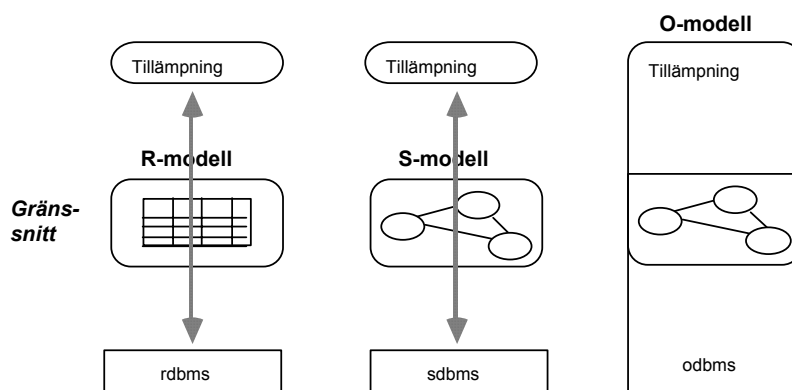 O-modell
Tillämpning
Tillämpning
Tillämpning
R-modell
S-modell
Gräns-
snitt
rdbms
sdbms
odbms